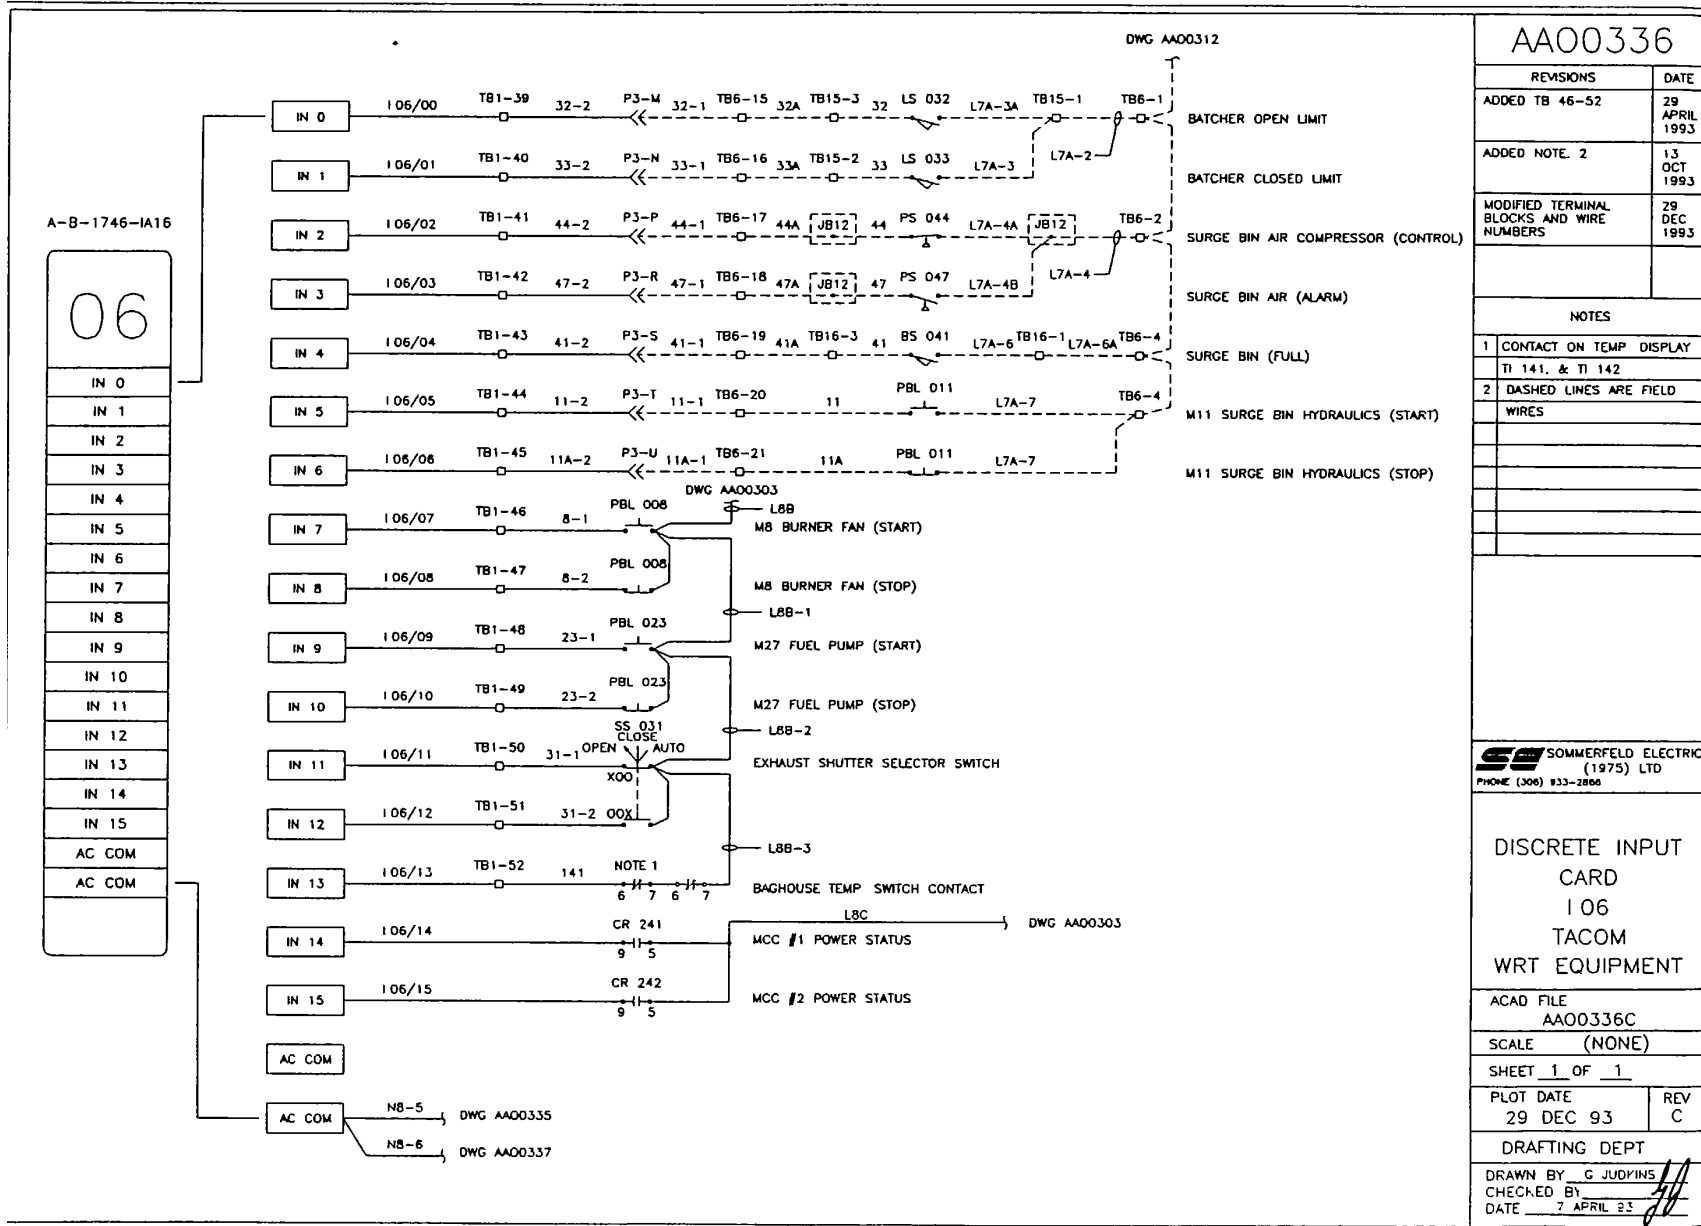 DWG AA00312
I 06/00 TB1-39 32-2 P3-M 32-1 TB6-15 32A TB15-3 32 LS 032 L7A-3A TB15-1 TB6-1
IN 0 BATCHER OPEN LIMIT
L7A-2
I 06/01 TB1-40 33-2 P3-N 33-1 TB6-16 33A TB15-2 33 LS 033 L7A-3
IN 1 BATCHER CLOSED LIMIT
I 06/02 TB1-41 44-2 P3-P 44-1 TB6-17 44A JB12 44 PS 044 L7A-4A JB12 TB6-2
IN 2 SURGE BIN AIR COMPRESSOR (CONTROL)
L7A-4
I 06/03 TB1-42 47-2 P3-R 47-1 TB6-18 47A JB12 47 PS 047 L7A-4B
IN 3 SURGE BIN AIR (ALARM)
I 06/04 TB1-43 41-2 P3-S 41-1 TB6-19 41A TB16-3 41 BS 041 L7A-6 TB16-1 L7A-6A TB6-4
IN 4 SURGE BIN (FULL)
I 06/05 TB1-44 11-2 P3-T 11-1 TB6-20 11 PBL 011 L7A-7 TB6-4
IN 5 M11 SURGE BIN HYDRAULICS (START)
I 06/06 TB1-45 11A-2 P3-U 11A-1 TB6-21 11A PBL 011 L7A-7
IN 6 M11 SURGE BIN HYDRAULICS (STOP)
DWG AA00303
L8B
I 06/07 TB1-46 8-1 PBL 008
IN 7 M8 BURNER FAN (START)
I 06/08 TB1-47 8-2 PBL 008
IN 8 M8 BURNER FAN (STOP)
L8B-1
I 06/09 TB1-48 23-1 PBL 023
IN 9 M27 FUEL PUMP (START)
I 06/10 TB1-49 23-2 PBL 023
IN 10 M27 FUEL PUMP (STOP)
L8B-2
SS 031
CLOSE
OPEN AUTO
I 06/11 TB1-50 31-1
IN 11 EXHAUST SHUTTER SELECTOR SWITCH
XOO
I 06/12 TB1-51 31-2 OOX
IN 12
L8B-3
I 06/13 TB1-52 141 NOTE 1
IN 13 BAGHOUSE TEMP SWITCH CONTACT
6 7 6 7
L8C DWG AA00303
I 06/14 CR 241
IN 14 MCC #1 POWER STATUS
9 5
I 06/15 CR 242
IN 15 MCC #2 POWER STATUS
9 5
AC COM
AC COM
N8-5 DWG AA00335
N8-6 DWG AA00337
A-B-1746-IA16
06
IN 0
IN 1
IN 2
IN 3
IN 4
IN 5
IN 6
IN 7
IN 8
IN 9
IN 10
IN 11
IN 12
IN 13
IN 14
IN 15
AC COM
AC COM
AA00336
REVISIONS DATE
ADDED TB 46-52 29 APRIL 1993
ADDED NOTE. 2 13 OCT 1993
MODIFIED TERMINAL BLOCKS AND WIRE NUMBERS 29 DEC 1993
NOTES
1 CONTACT ON TEMP DISPLAY
TI 141. & TI 142
2 DASHED LINES ARE FIELD
WIRES
SOMMERFELD ELECTRIC
(1975) LTD
PHONE (306) 933-2866
DISCRETE INPUT
CARD
I 06
TACOM
WRT EQUIPMENT
ACAD FILE
AA00336C
SCALE (NONE)
SHEET 1 OF 1
PLOT DATE REV
29 DEC 93 C
DRAFTING DEPT
DRAWN BY G JUDKINS
CHECKED BY
DATE 7 APRIL 93